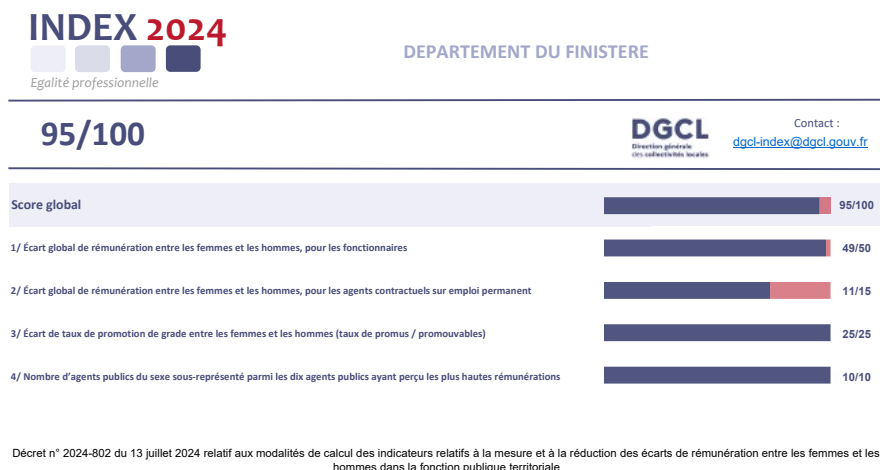 INDEX 2024
Egalité professionnelle
DEPARTEMENT DU FINISTERE
95/100
DGCL
Direction générale
des collectivités locales
Contact :
dgcl-index@dgcl.gouv.fr
Score global
95/100
1/ Écart global de rémunération entre les femmes et les hommes, pour les fonctionnaires
49/50
2/ Écart global de rémunération entre les femmes et les hommes, pour les agents contractuels sur emploi permanent
11/15
3/ Écart de taux de promotion de grade entre les femmes et les hommes (taux de promus / promouvables)
25/25
4/ Nombre d'agents publics du sexe sous-représenté parmi les dix agents publics ayant perçu les plus hautes rémunérations
10/10
Décret n° 2024-802 du 13 juillet 2024 relatif aux modalités de calcul des indicateurs relatifs à la mesure et à la réduction des écarts de rémunération entre les femmes et les
hommes dans la fonction publique territoriale